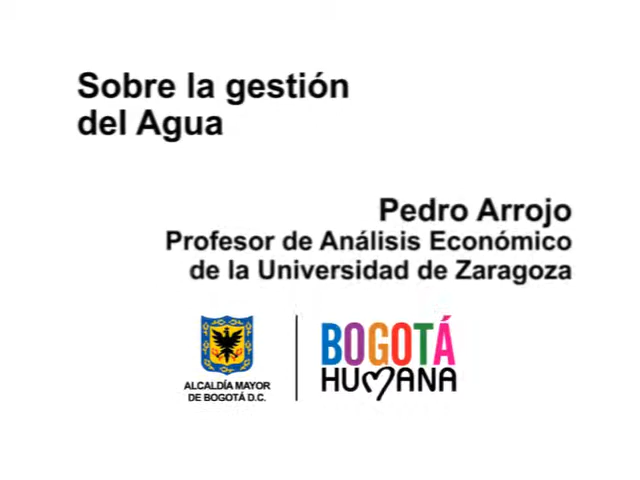 Sobre la gestión
del Agua
Pedro Arrojo
Profesor de Análisis Económico
de la Universidad de Zaragoza
ALCALDÍA MAYOR
DE BOGOTÁ D.C.
BOGOTÁ
HUMANA